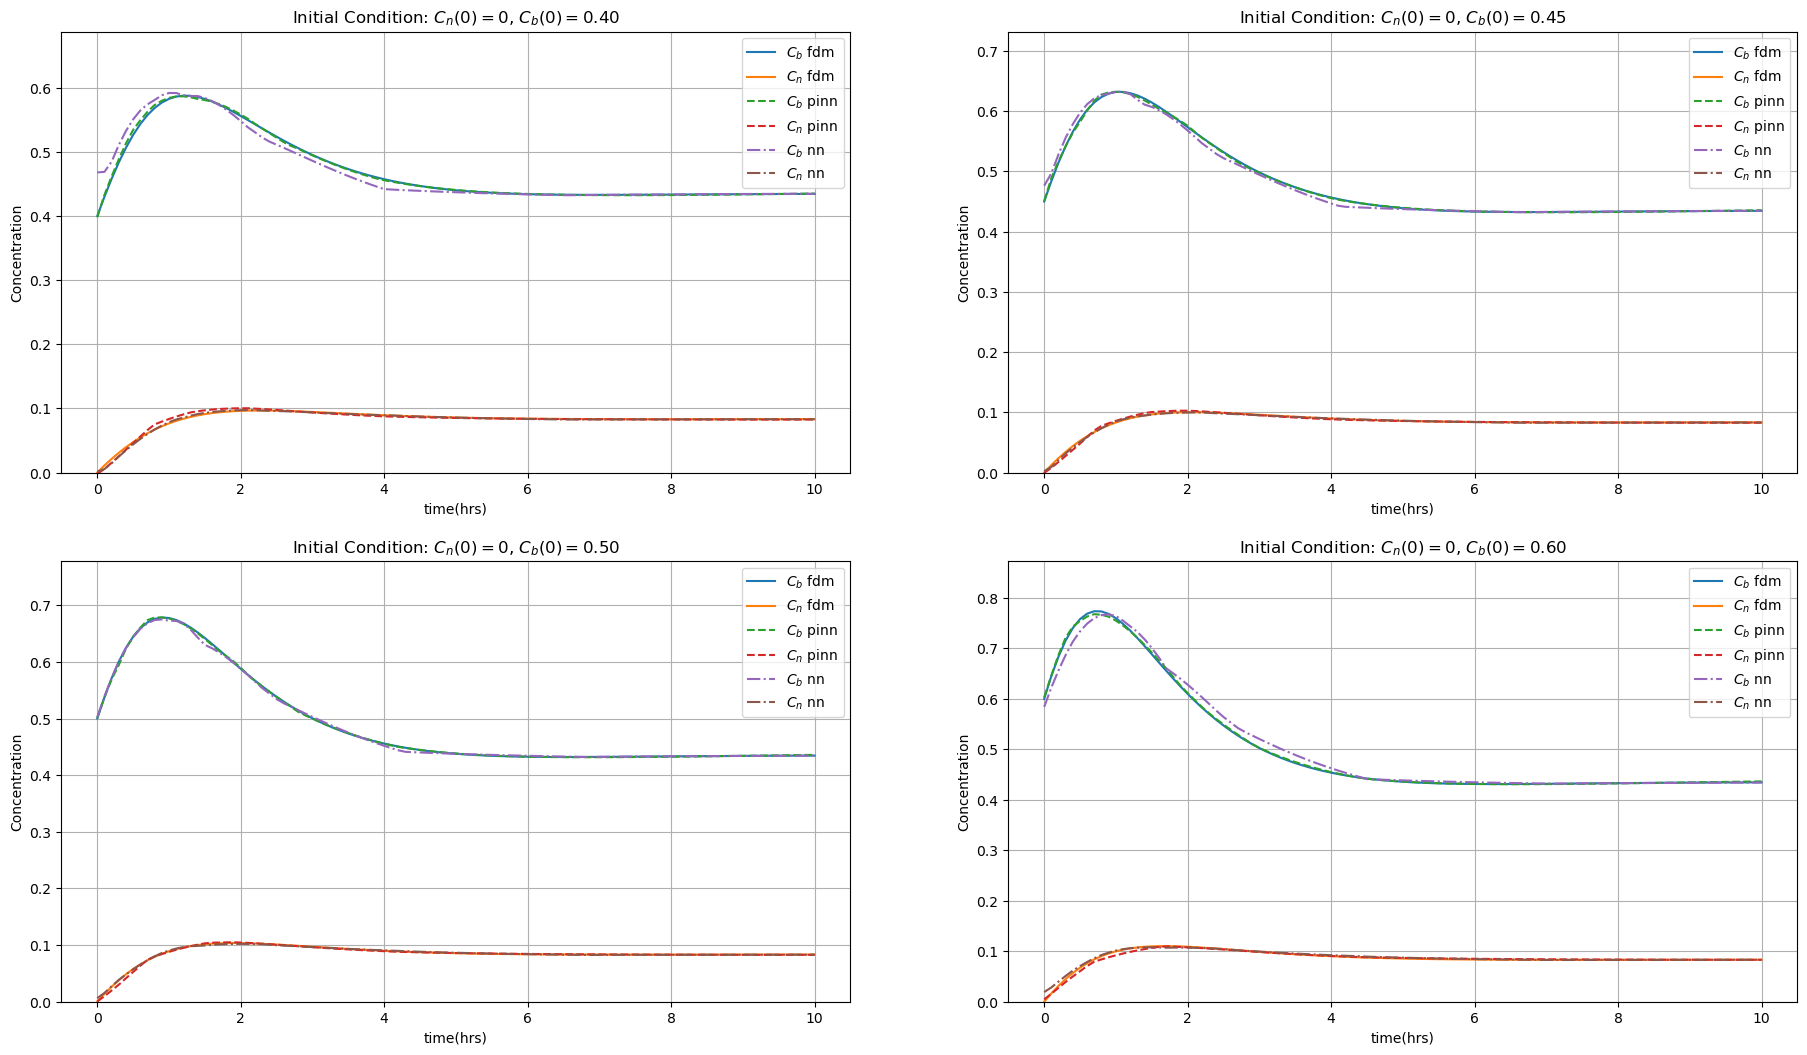 Initial Condition: $C_n(0) = 0$, $C_b(0) = 0.40$
0.6
0.5
0.4
0.3
0.2
0.1
0.0
Concentration
0 2 4 6 8 10
time(hrs)
$C_b$ fdm
$C_n$ fdm
$C_b$ pinn
$C_n$ pinn
$C_b$ nn
$C_n$ nn
Initial Condition: $C_n(0) = 0$, $C_b(0) = 0.45$
0.7
0.6
0.5
0.4
0.3
0.2
0.1
0.0
Concentration
0 2 4 6 8 10
time(hrs)
$C_b$ fdm
$C_n$ fdm
$C_b$ pinn
$C_n$ pinn
$C_b$ nn
$C_n$ nn
Initial Condition: $C_n(0) = 0$, $C_b(0) = 0.50$
0.7
0.6
0.5
0.4
0.3
0.2
0.1
0.0
Concentration
0 2 4 6 8 10
time(hrs)
$C_b$ fdm
$C_n$ fdm
$C_b$ pinn
$C_n$ pinn
$C_b$ nn
$C_n$ nn
Initial Condition: $C_n(0) = 0$, $C_b(0) = 0.60$
0.8
0.7
0.6
0.5
0.4
0.3
0.2
0.1
0.0
Concentration
0 2 4 6 8 10
time(hrs)
$C_b$ fdm
$C_n$ fdm
$C_b$ pinn
$C_n$ pinn
$C_b$ nn
$C_n$ nn